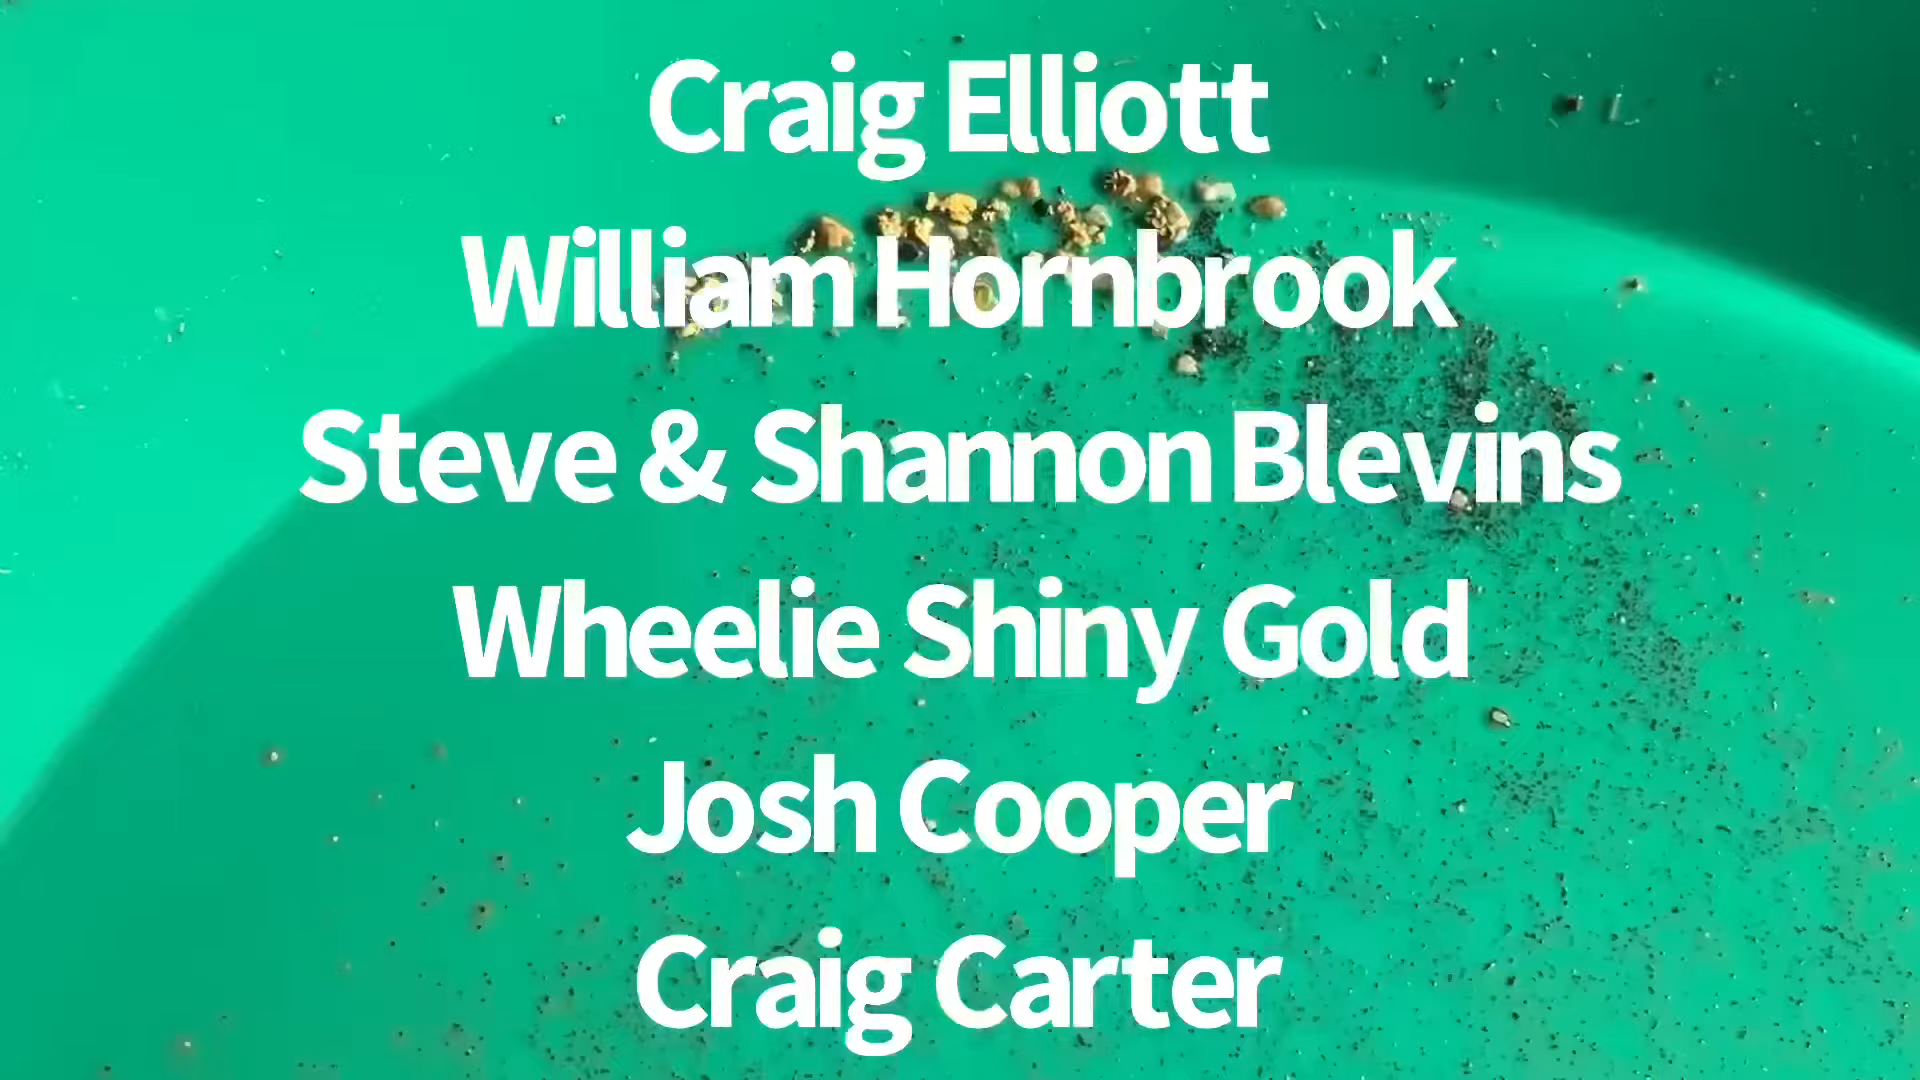 Craig Elliott
William Hornbrook
Steve & Shannon Blevins
Wheelie Shiny Gold
Josh Cooper
Craig Carter